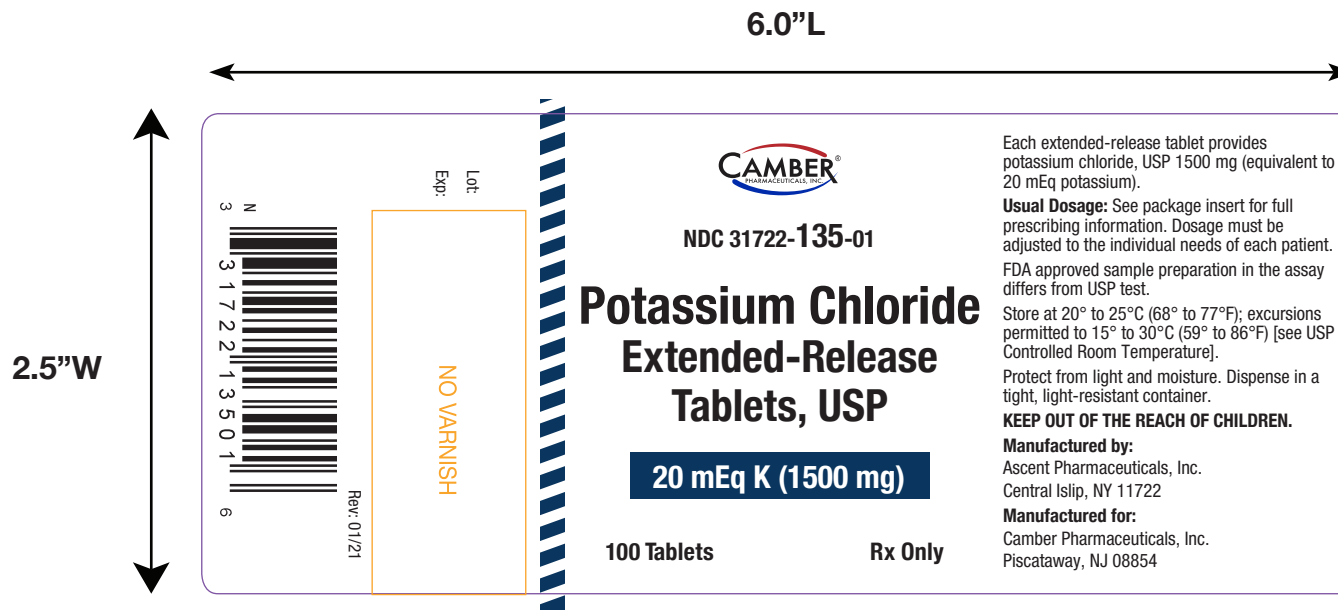 6.0”L
2.5”W
N
3
31722 13501
6
Rev: 01/21
Lot:
Exp:
NO VARNISH
CAMBER®
PHARMACEUTICALS, INC.
NDC 31722-135-01
Potassium Chloride
Extended-Release
Tablets, USP
20 mEq K (1500 mg)
100 Tablets
Rx Only
Each extended-release tablet provides
potassium chloride, USP 1500 mg (equivalent to
20 mEq potassium).
Usual Dosage: See package insert for full
prescribing information. Dosage must be
adjusted to the individual needs of each patient.
FDA approved sample preparation in the assay
differs from USP test.
Store at 20° to 25°C (68° to 77°F); excursions
permitted to 15° to 30°C (59° to 86°F) [see USP
Controlled Room Temperature].
Protect from light and moisture. Dispense in a
tight, light-resistant container.
KEEP OUT OF THE REACH OF CHILDREN.
Manufactured by:
Ascent Pharmaceuticals, Inc.
Central Islip, NY 11722
Manufactured for:
Camber Pharmaceuticals, Inc.
Piscataway, NJ 08854